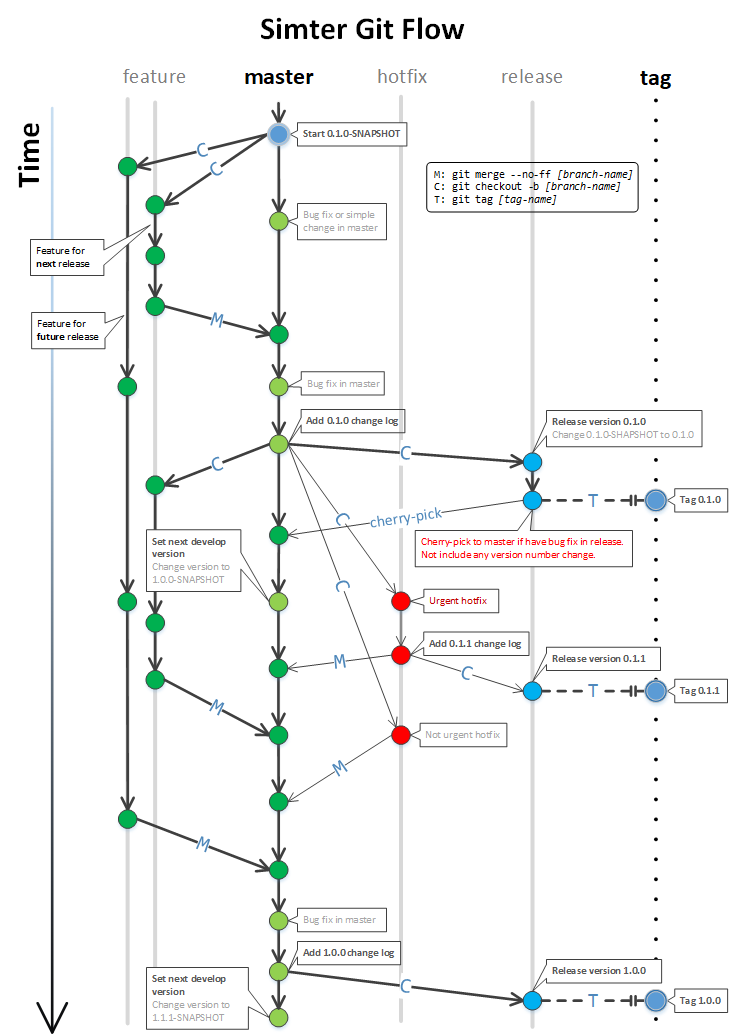 Simter Git Flow
feature
master
hotfix
release
tag
Time
Start 0.1.0-SNAPSHOT
C
C
M: git merge --no-ff [branch-name]
C: git checkout -b [branch-name]
T: git tag [tag-name]
Bug fix or simple
change in master
Feature for
next release
Feature for
future release
M
Bug fix in master
Add 0.1.0 change log
Release version 0.1.0
Change 0.1.0-SHAPSHOT to 0.1.0
C
C
T
Tag 0.1.0
C
cherry-pick
Cherry-pick to master if have bug fix in release.
Not include any version number change.
Set next develop
version
Change version to
1.0.0-SNAPSHOT
C
Urgent hotfix
Add 0.1.1 change log
M
C
Release version 0.1.1
T
Tag 0.1.1
M
Not urgent hotfix
M
M
Bug fix in master
Add 1.0.0 change log
Set next develop
version
Change version to
1.1.1-SNAPSHOT
C
Release version 1.0.0
T
Tag 1.0.0